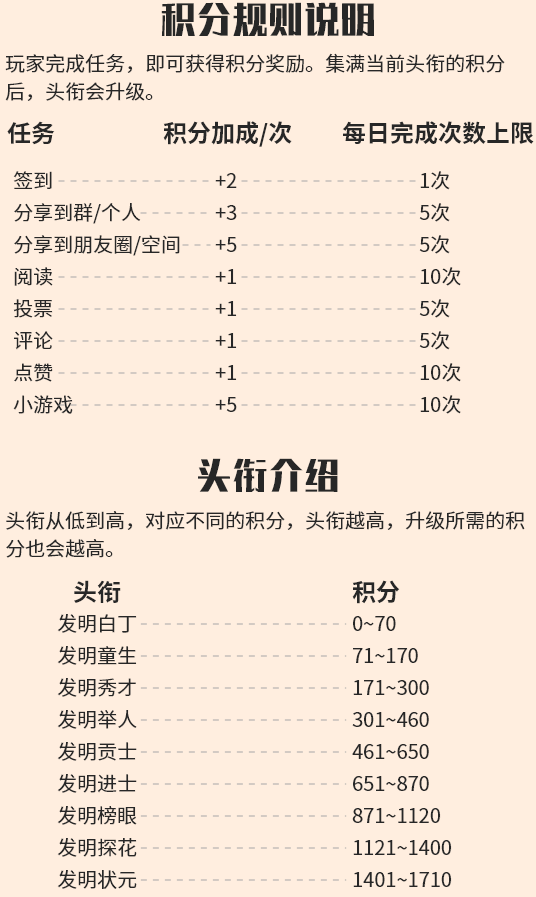 积分规则说明
玩家完成任务，即可获得积分奖励。集满当前头衔的积分
后，头衔会升级。
任务 积分加成/次 每日完成次数上限
签到 +2 1次
分享到群/个人 +3 5次
分享到朋友圈/空间 +5 5次
阅读 +1 10次
投票 +1 5次
评论 +1 5次
点赞 +1 10次
小游戏 +5 10次
头衔介绍
头衔从低到高，对应不同的积分，头衔越高，升级所需的积
分也会越高。
头衔 积分
发明白丁 0~70
发明童生 71~170
发明秀才 171~300
发明举人 301~460
发明贡士 461~650
发明进士 651~870
发明榜眼 871~1120
发明探花 1121~1400
发明状元 1401~1710